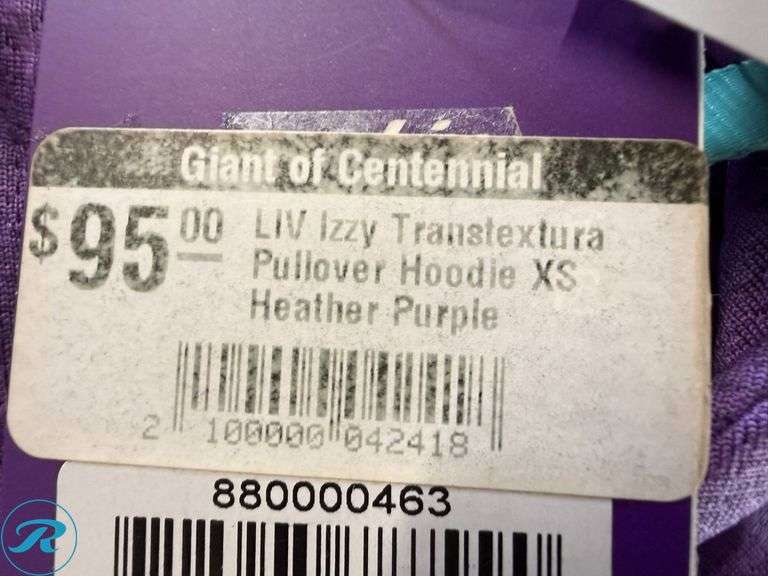 Giant of Centennial
$95.00 LIV Izzy Transtextura
Pullover Hoodie XS
Heather Purple
2 100000 042418
880000463
R